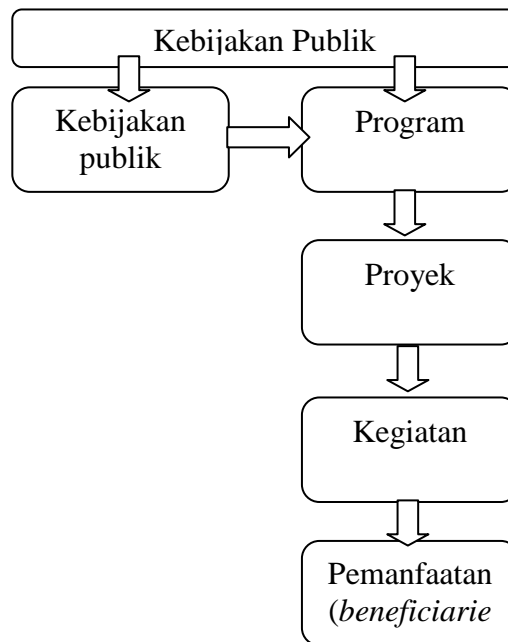 Kebijakan Publik
Kebijakan
publik
Program
Proyek
Kegiatan
Pemanfaatan
(beneficiarie